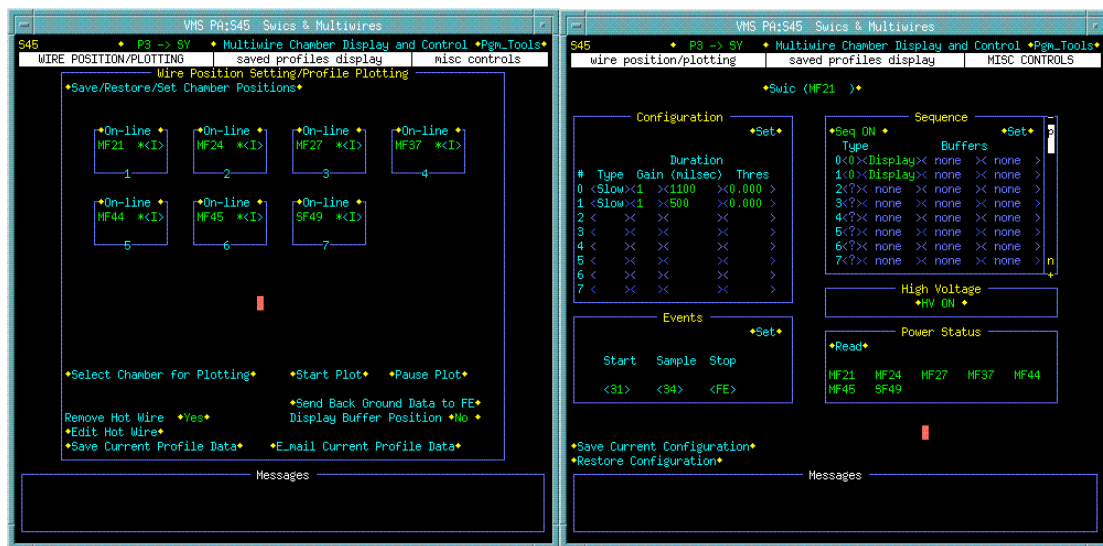 VMS PA:S45 Swics & Multiwires
S45 ◆ P3 -> SY ◆ Multiwire Chamber Display and Control ◆Pgm_Tools◆
WIRE POSITION/PLOTTING saved profiles display misc controls
Wire Position Setting/Profile Plotting
◆Save/Restore/Set Chamber Positions◆
◆On-line ◆ ◆On-line ◆ ◆On-line ◆ ◆On-line ◆
MF21 *<I> MF24 *<I> MF27 *<I> MF37 *<I>
1 2 3 4
◆On-line ◆ ◆On-line ◆ ◆On-line ◆
MF44 *<I> MF45 *<I> SF49 *<I>
5 6 7
◆Select Chamber for Plotting◆ ◆Start Plot◆ ◆Pause Plot◆
◆Send Back Ground Data to FE◆
Remove Hot Wire ◆Yes◆ Display Buffer Position ◆No ◆
◆Edit Hot Wire◆
◆Save Current Profile Data◆ ◆E_mail Current Profile Data◆
Messages
VMS PA:S45 Swics & Multiwires
S45 ◆ P3 -> SY ◆ Multiwire Chamber Display and Control ◆Pgm_Tools◆
wire position/plotting saved profiles display MISC CONTROLS
◆Swic (MF21 )◆
Configuration
◆Set◆
Duration
# Type Gain (milsec) Thres
0 <Slow><1 ><1100 ><0.000 >
1 <Slow><1 ><500 ><0.000 >
2 < >< >< >< >
3 < >< >< >< >
4 < >< >< >< >
5 < >< >< >< >
6 < >< >< >< >
7 < >< >< >< >
Events
◆Set◆
Start Sample Stop
<31> <34> <FE>
Sequence
-
◆Seq ON ◆ ◆Set◆ P
Type Buffers
0<0><Display>< none >< none >
1<0><Display>< none >< none >
2<?>< none >< none >< none >
3<?>< none >< none >< none >
4<?>< none >< none >< none >
5<?>< none >< none >< none >
6<?>< none >< none >< none >
7<?>< none >< none >< none > n
+
High Voltage
◆HV ON ◆
Power Status
◆Read◆
MF21 MF24 MF27 MF37 MF44
MF45 SF49
◆Save Current Configuration◆
◆Restore Configuration◆
Messages